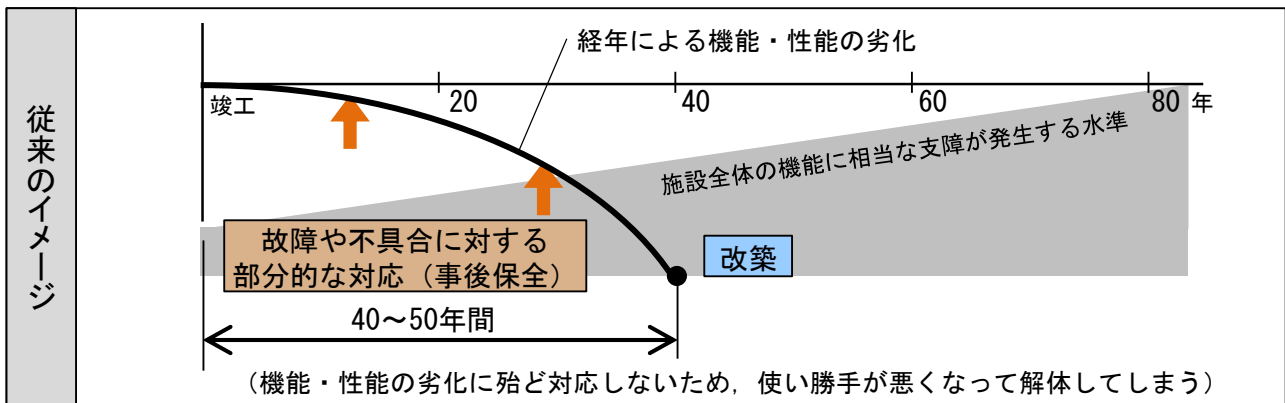 従来のイメージ
経年による機能・性能の劣化
竣工
20
40
60
80 年
施設全体の機能に相当な支障が発生する水準
故障や不具合に対する
部分的な対応（事後保全）
改築
40～50年間
（機能・性能の劣化に殆ど対応しないため，使い勝手が悪くなって解体してしまう）